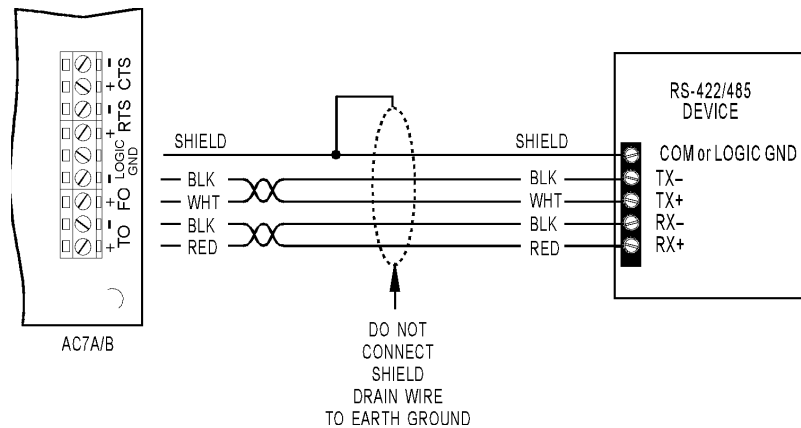 - CTS
+
- RTS
+
LOGIC
GND
- FO
+
- TO
+
AC7A/B
SHIELD
BLK
WHT
BLK
RED
SHIELD
BLK
WHT
BLK
RED
DO NOT
CONNECT
SHIELD
DRAIN WIRE
TO EARTH GROUND
RS-422/485
DEVICE
COM or LOGIC GND
TX–
TX+
RX–
RX+